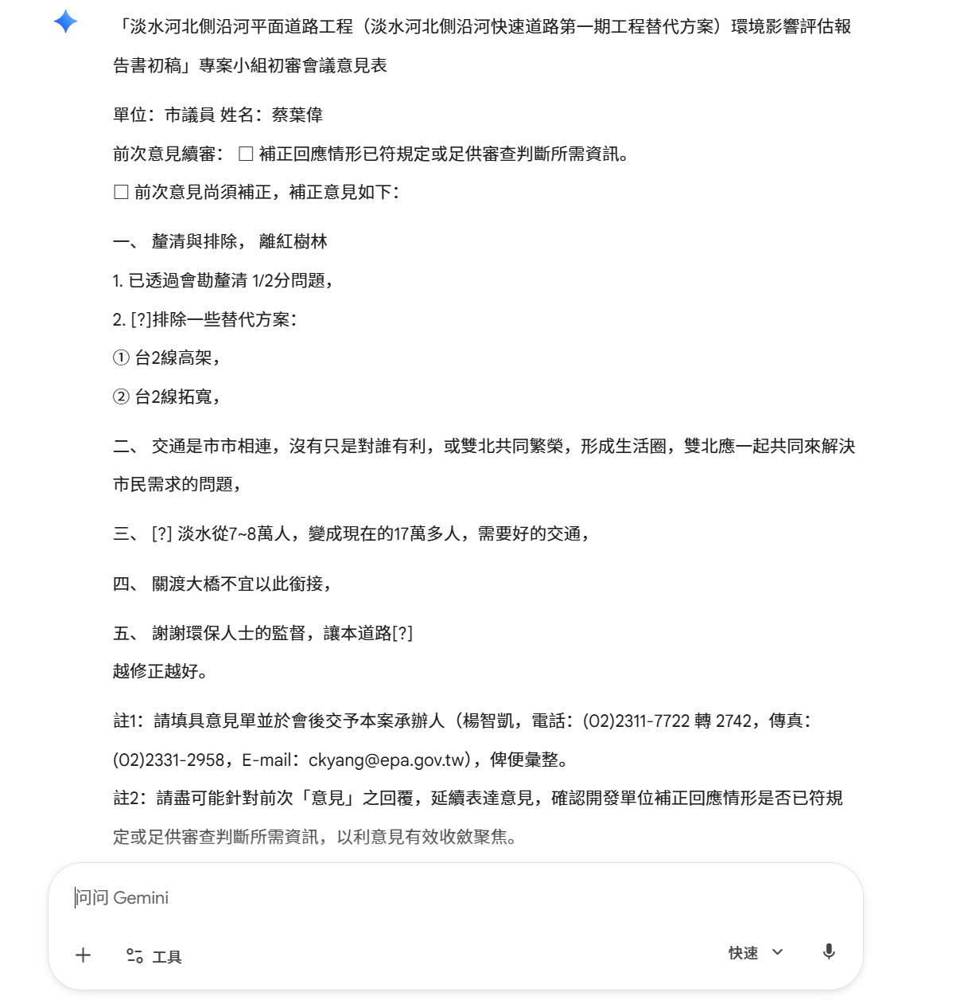 「淡水河北側沿河平面道路工程（淡水河北側沿河快速道路第一期工程替代方案）環境影響評估報
告書初稿」專案小組初審會議意見表
單位：市議員 姓名：蔡葉偉
前次意見續審： □ 補正回應情形已符規定或足供審查判斷所需資訊。
□ 前次意見尚須補正，補正意見如下：
一、 釐清與排除， 離紅樹林
1. 已透過會勘釐清 1/2分問題，
2. [?]排除一些替代方案：
① 台2線高架，
② 台2線拓寬，
二、 交通是市市相連，沒有只是對誰有利，或雙北共同繁榮，形成生活圈，雙北應一起共同來解決
市民需求的問題，
三、 [?] 淡水從7~8萬人，變成現在的17萬多人，需要好的交通，
四、 關渡大橋不宜以此銜接，
五、 謝謝環保人士的監督，讓本道路[?]
越修正越好。
註1：請填具意見單並於會後交予本案承辦人（楊智凱，電話：(02)2311-7722 轉 2742，傳真：
(02)2331-2958，E-mail：ckyang@epa.gov.tw），俾便彙整。
註2：請盡可能針對前次「意見」之回覆，延續表達意見，確認開發單位補正回應情形是否已符規
定或足供審查判斷所需資訊，以利意見有效收斂聚焦。
问问 Gemini
工具
快速